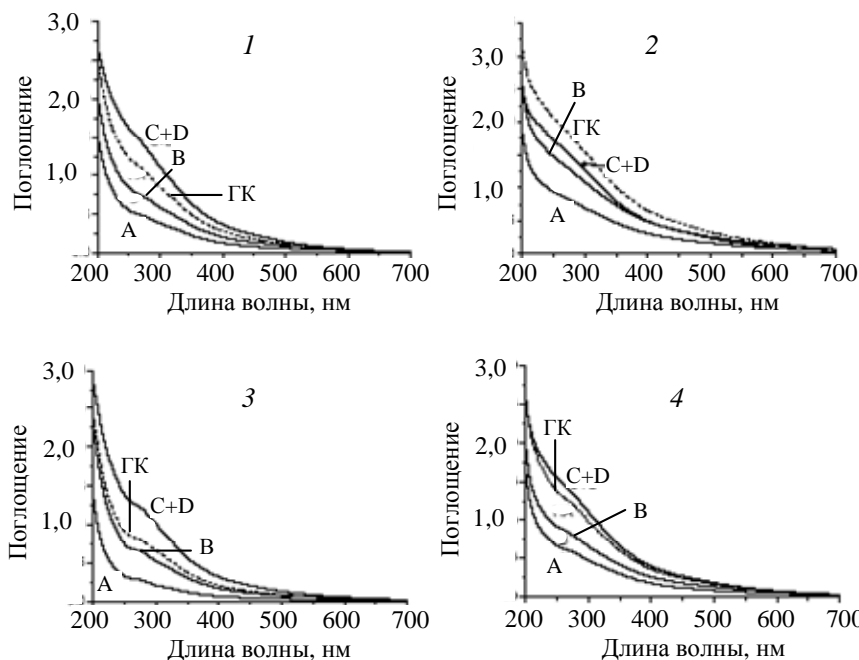 1
3,0
2,0
1,0
Поглощение
C+D
B
ГК
A
200 300 400 500 600 700
Длина волны, нм
2
3,0
2,0
1,0
Поглощение
B
ГК
C+D
A
200 300 400 500 600 700
Длина волны, нм
3
3,0
2,0
1,0
Поглощение
ГК
C+D
B
A
200 300 400 500 600 700
Длина волны, нм
4
3,0
2,0
1,0
Поглощение
ГК
C+D
B
A
200 300 400 500 600 700
Длина волны, нм